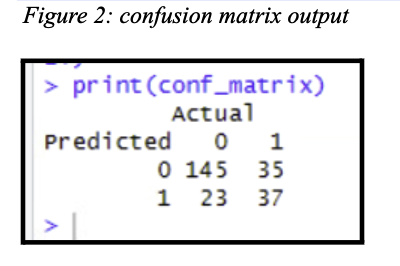 Figure 2: confusion matrix output
> print(conf_matrix)
Actual
Predicted 0 1
0 145 35
1 23 37
>